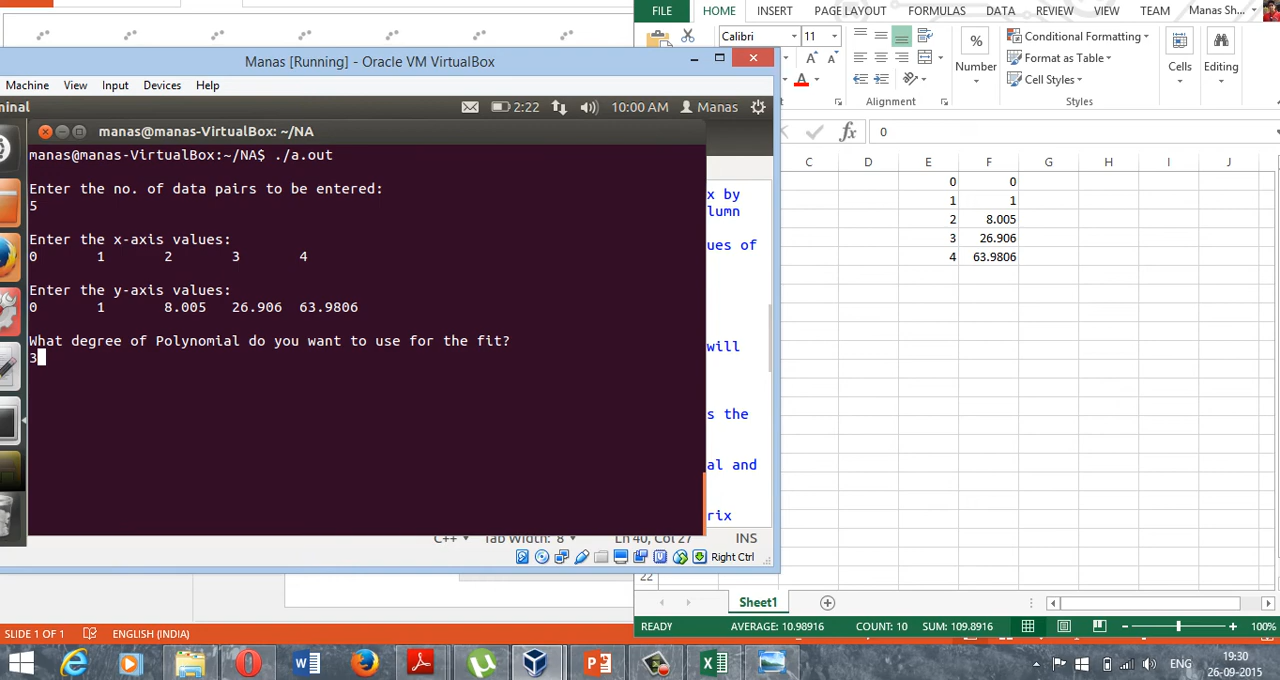 FILE HOME INSERT PAGE LAYOUT FORMULAS DATA REVIEW VIEW TEAM Manas Sh...
Calibri 11
% Number
Conditional Formatting
Format as Table
Cell Styles
Cells Editing
Alignment Styles
0
C D E F G H I J
0 0
1 1
2 8.005
3 26.906
4 63.9806
22
Sheet1
READY AVERAGE: 10.98916 COUNT: 10 SUM: 109.8916 100%
Manas [Running] - Oracle VM VirtualBox
Machine View Input Devices Help
minal 2:22 10:00 AM Manas
manas@manas-VirtualBox: ~/NA
manas@manas-VirtualBox:~/NA$ ./a.out
Enter the no. of data pairs to be entered:
5
Enter the x-axis values:
0 1 2 3 4
Enter the y-axis values:
0 1 8.005 26.906 63.9806
What degree of Polynomial do you want to use for the fit?
3
x by
lumn
ues of
will
s the
al and
rix
C++ Tab Width: 8 Ln 40, Col 27 INS
Right Ctrl
SLIDE 1 OF 1 ENGLISH (INDIA)
ENG 19:30
26-09-2015